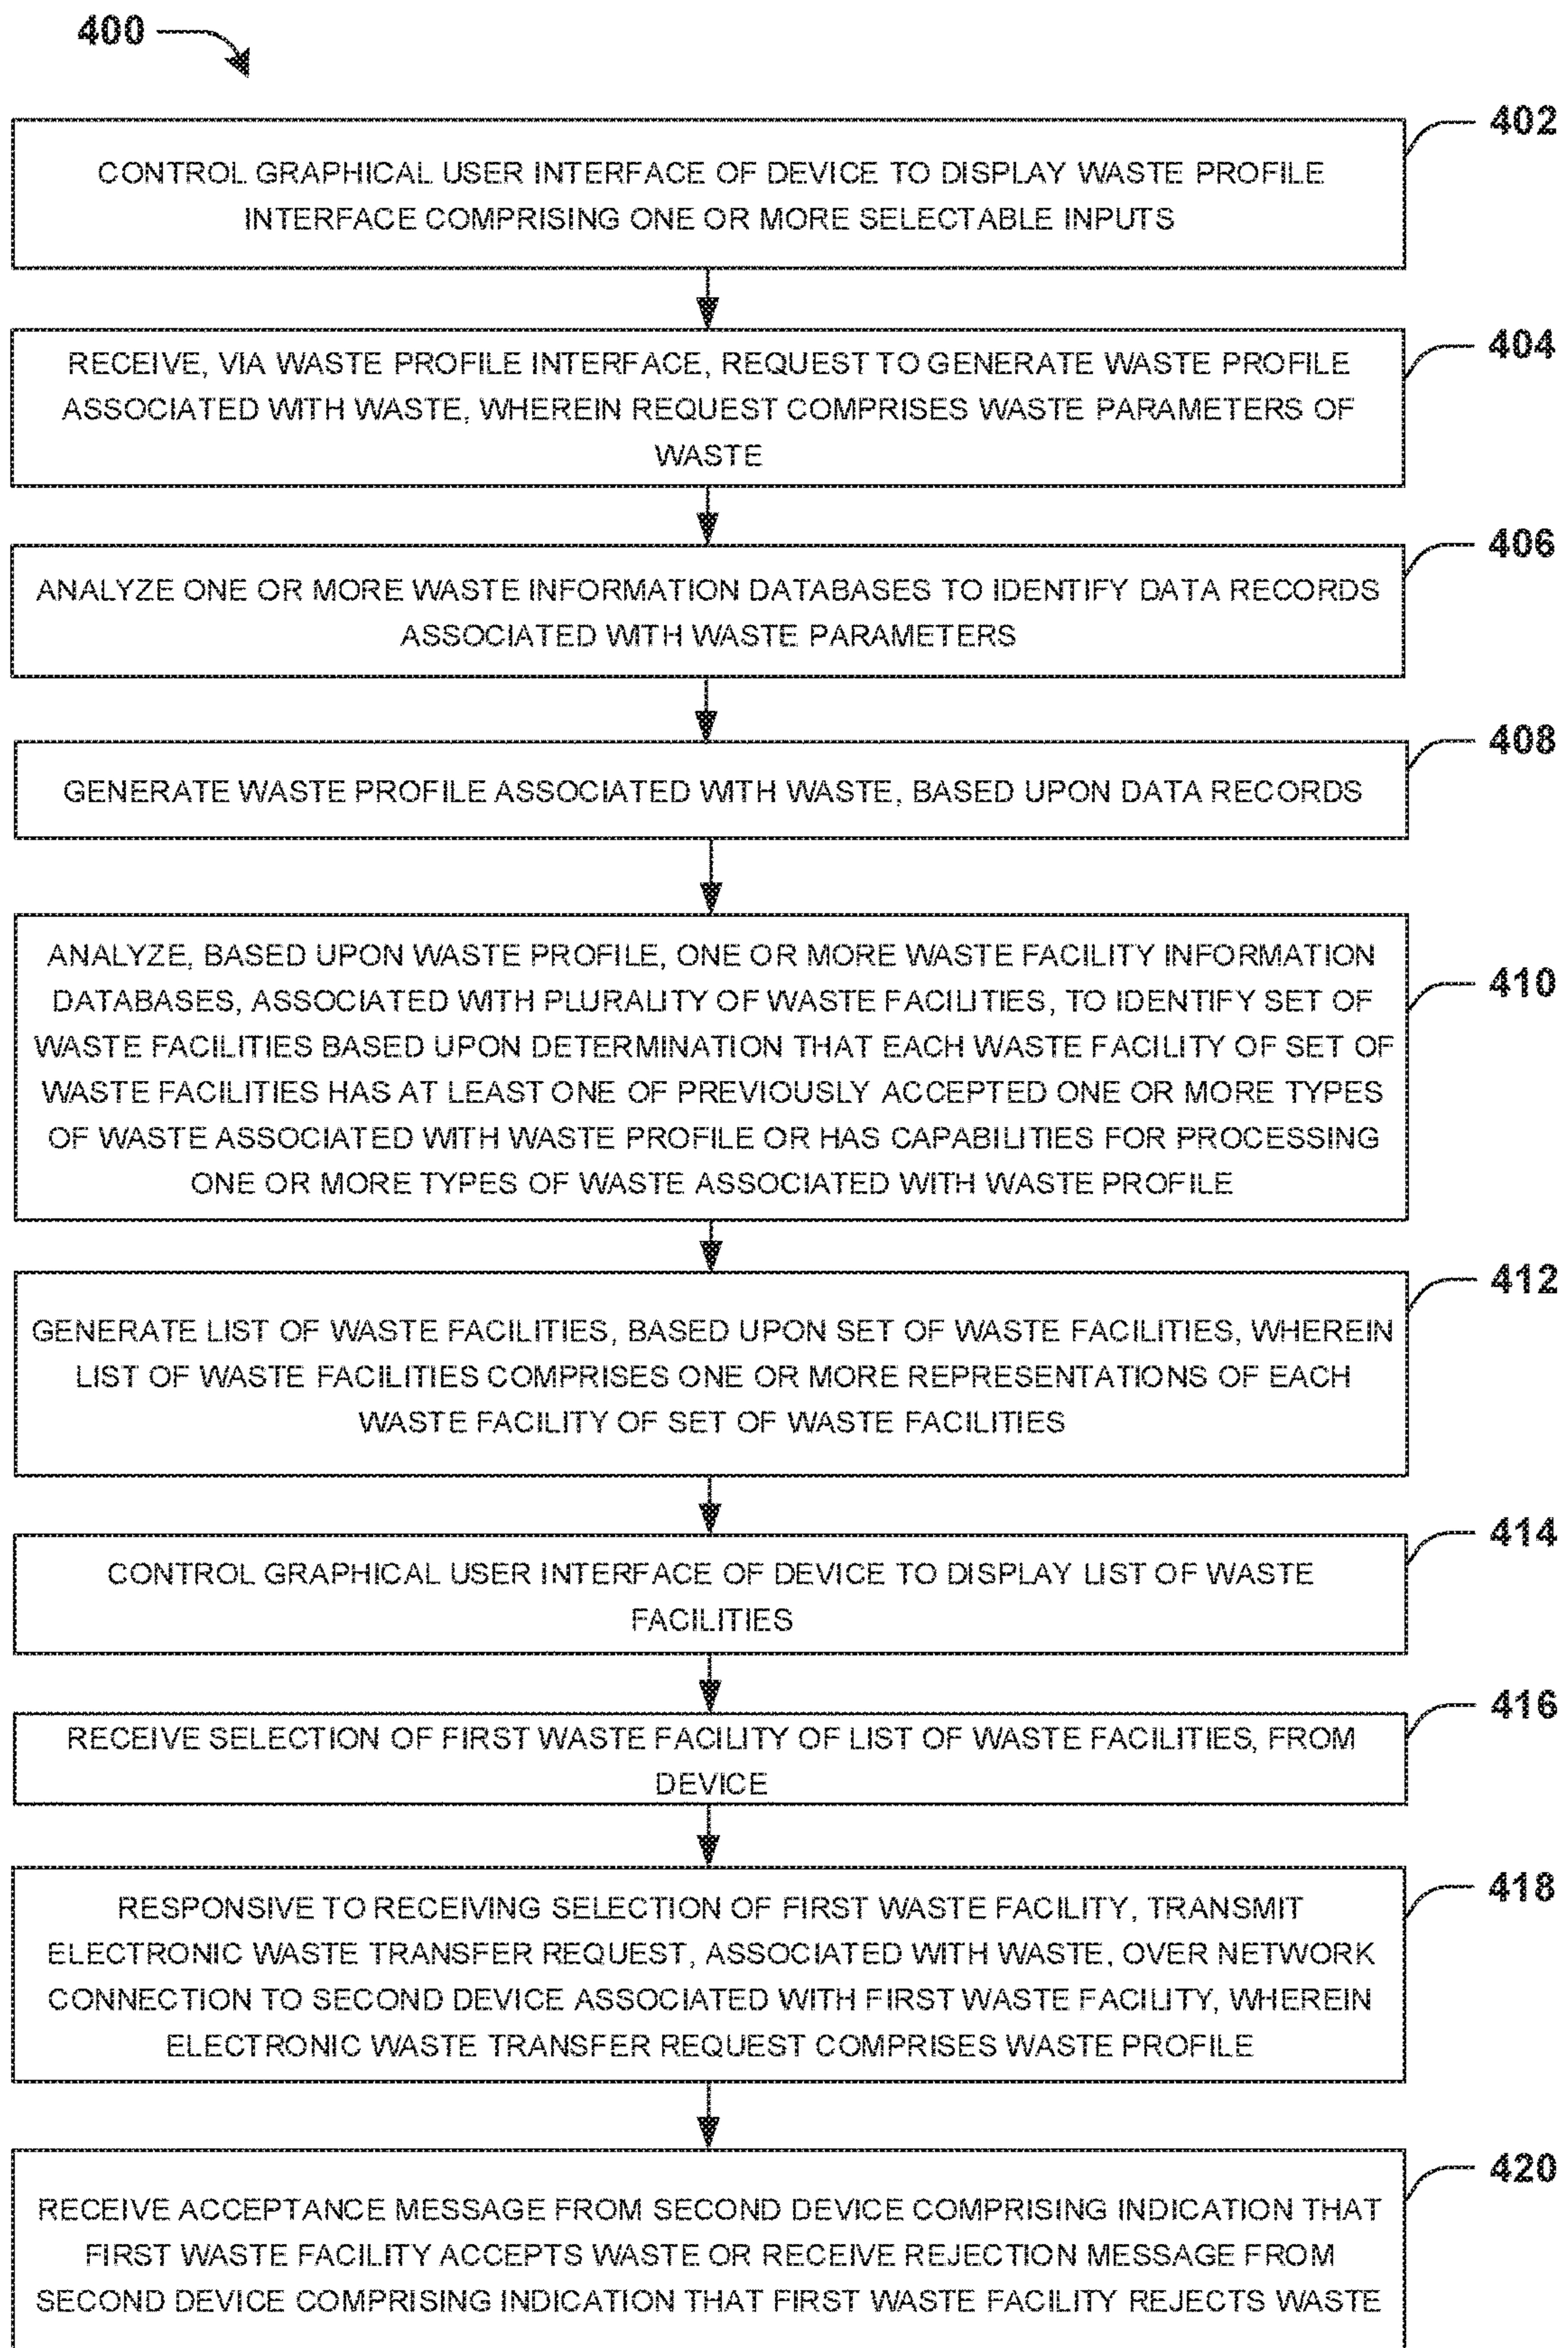 400
402
CONTROL GRAPHICAL USER INTERFACE OF DEVICE TO DISPLAY WASTE PROFILE
INTERFACE COMPRISING ONE OR MORE SELECTABLE INPUTS
404
RECEIVE, VIA WASTE PROFILE INTERFACE, REQUEST TO GENERATE WASTE PROFILE
ASSOCIATED WITH WASTE, WHEREIN REQUEST COMPRISES WASTE PARAMETERS OF
WASTE
406
ANALYZE ONE OR MORE WASTE INFORMATION DATABASES TO IDENTIFY DATA RECORDS
ASSOCIATED WITH WASTE PARAMETERS
408
GENERATE WASTE PROFILE ASSOCIATED WITH WASTE, BASED UPON DATA RECORDS
410
ANALYZE, BASED UPON WASTE PROFILE, ONE OR MORE WASTE FACILITY INFORMATION
DATABASES, ASSOCIATED WITH PLURALITY OF WASTE FACILITIES, TO IDENTIFY SET OF
WASTE FACILITIES BASED UPON DETERMINATION THAT EACH WASTE FACILITY OF SET OF
WASTE FACILITIES HAS AT LEAST ONE OF PREVIOUSLY ACCEPTED ONE OR MORE TYPES
OF WASTE ASSOCIATED WITH WASTE PROFILE OR HAS CAPABILITIES FOR PROCESSING
ONE OR MORE TYPES OF WASTE ASSOCIATED WITH WASTE PROFILE
412
GENERATE LIST OF WASTE FACILITIES, BASED UPON SET OF WASTE FACILITIES, WHEREIN
LIST OF WASTE FACILITIES COMPRISES ONE OR MORE REPRESENTATIONS OF EACH
WASTE FACILITY OF SET OF WASTE FACILITIES
414
CONTROL GRAPHICAL USER INTERFACE OF DEVICE TO DISPLAY LIST OF WASTE
FACILITIES
416
RECEIVE SELECTION OF FIRST WASTE FACILITY OF LIST OF WASTE FACILITIES, FROM
DEVICE
418
RESPONSIVE TO RECEIVING SELECTION OF FIRST WASTE FACILITY, TRANSMIT
ELECTRONIC WASTE TRANSFER REQUEST, ASSOCIATED WITH WASTE, OVER NETWORK
CONNECTION TO SECOND DEVICE ASSOCIATED WITH FIRST WASTE FACILITY, WHEREIN
ELECTRONIC WASTE TRANSFER REQUEST COMPRISES WASTE PROFILE
420
RECEIVE ACCEPTANCE MESSAGE FROM SECOND DEVICE COMPRISING INDICATION THAT
FIRST WASTE FACILITY ACCEPTS WASTE OR RECEIVE REJECTION MESSAGE FROM
SECOND DEVICE COMPRISING INDICATION THAT FIRST WASTE FACILITY REJECTS WASTE